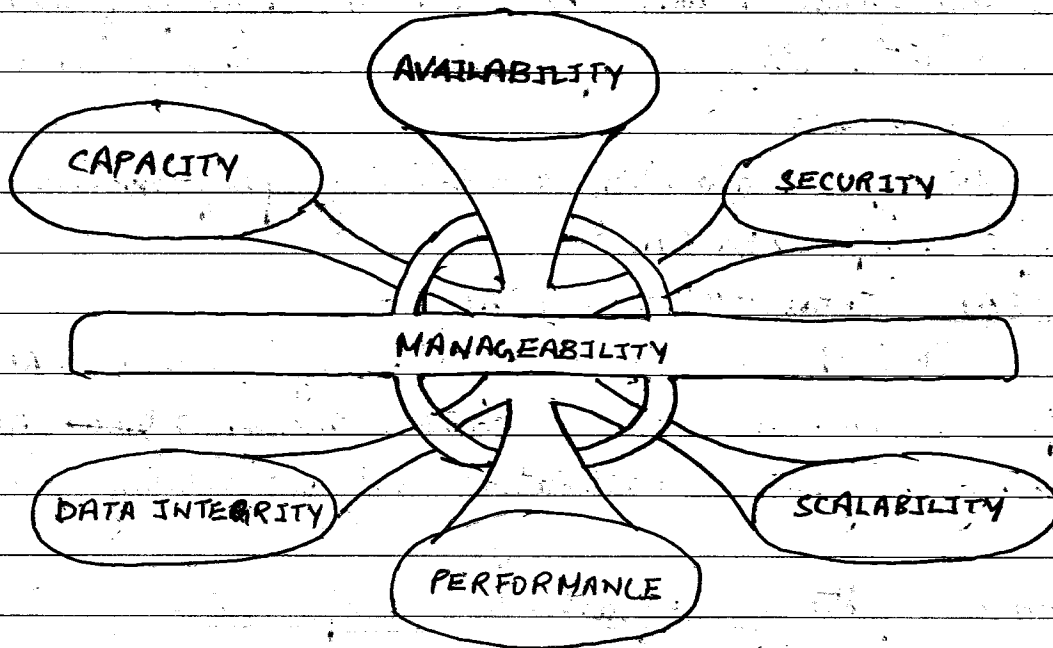 AVAILABILITY
CAPACITY
SECURITY
MANAGEABILITY
DATA INTEGRITY
SCALABILITY
PERFORMANCE